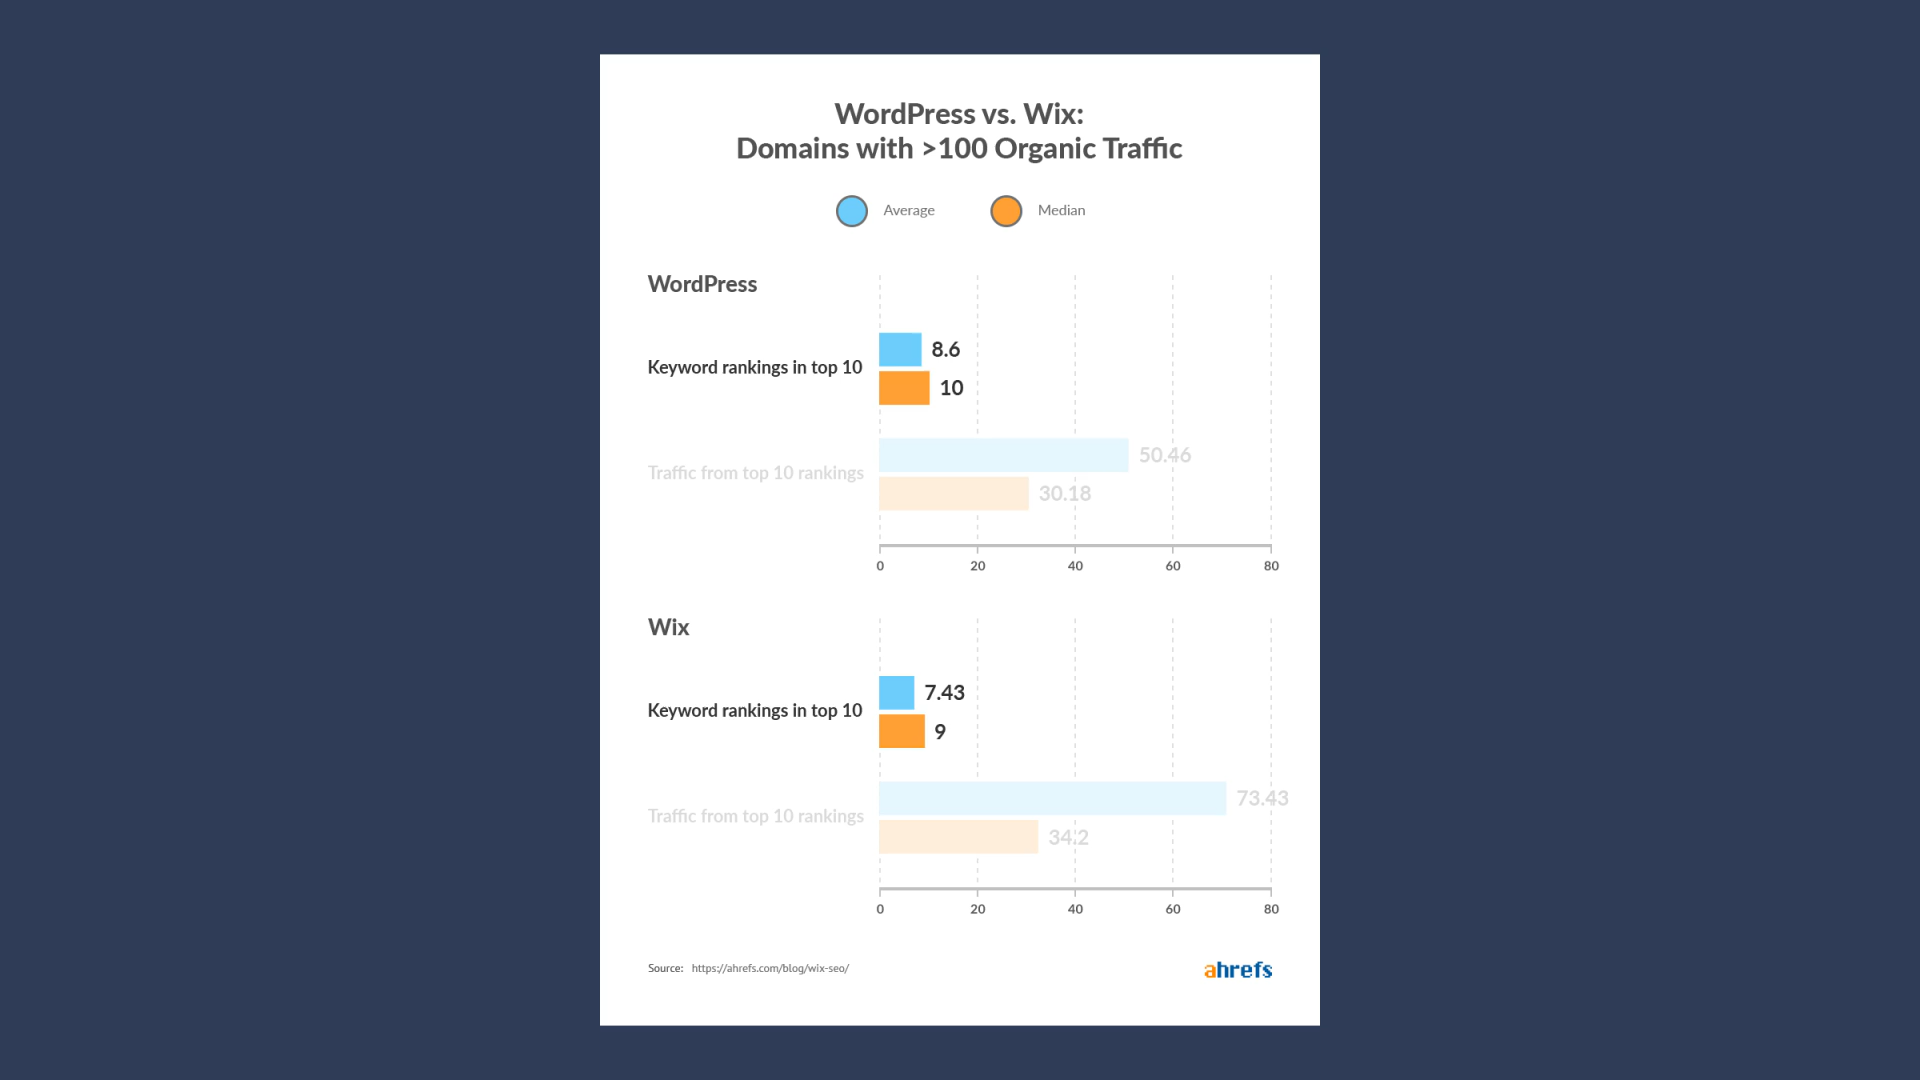 WordPress vs. Wix:
Domains with >100 Organic Traffic
Average Median
WordPress
Keyword rankings in top 10
8.6
10
Traffic from top 10 rankings
50.46
30.18
0 20 40 60 80
Wix
Keyword rankings in top 10
7.43
9
Traffic from top 10 rankings
73.43
34.2
0 20 40 60 80
Source: https://ahrefs.com/blog/wix-seo/
ahrefs